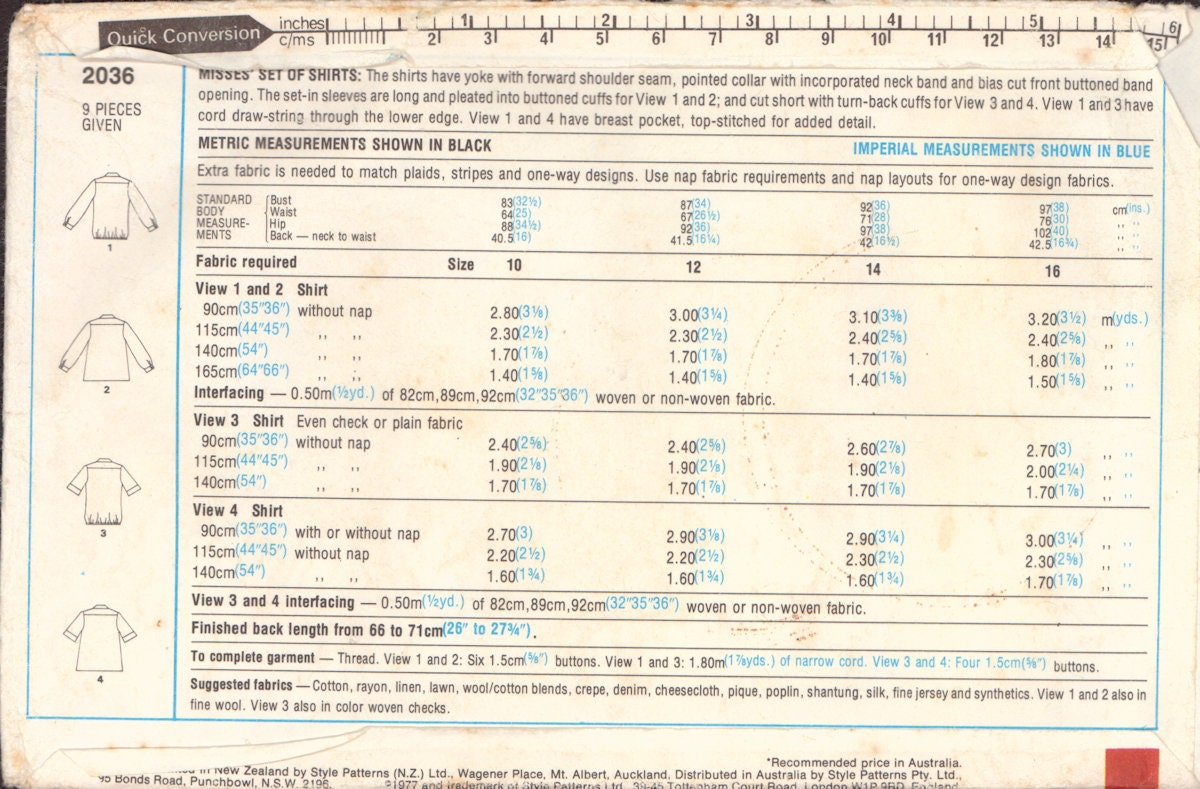 Quick Conversion
inches 1 2 3 4 5 6
c/ms 2 3 4 5 6 7 8 9 10 11 12 13 14 15
2036
9 PIECES
GIVEN
1
2
3
4
MISSES' SET OF SHIRTS: The shirts have yoke with forward shoulder seam, pointed collar with incorporated neck band and bias cut front buttoned band
opening. The set-in sleeves are long and pleated into buttoned cuffs for View 1 and 2; and cut short with turn-back cuffs for View 3 and 4. View 1 and 3 have
cord draw-string through the lower edge. View 1 and 4 have breast pocket, top-stitched for added detail.
METRIC MEASUREMENTS SHOWN IN BLACK IMPERIAL MEASUREMENTS SHOWN IN BLUE
Extra fabric is needed to match plaids, stripes and one-way designs. Use nap fabric requirements and nap layouts for one-way design fabrics.
STANDARD Bust 83(32½) 87(34) 92(36) 97(38) cm(ins.)
BODY Waist 64(25) 67(26½) 71(28) 76(30) ,, ,,
MEASURE- Hip 88(34½) 92(36) 97(38) 102(40) ,, ,,
MENTS Back — neck to waist 40.5(16) 41.5(16¼) 42(16½) 42.5(16¾) ,, ,,
Fabric required Size 10 12 14 16
View 1 and 2 Shirt
90cm(35"36") without nap 2.80(3⅛) 3.00(3¼) 3.10(3⅜) 3.20(3½) m(yds.)
115cm(44"45") ,, ,, 2.30(2½) 2.30(2½) 2.40(2⅝) 2.40(2⅝) ,, ,,
140cm(54") ,, ,, 1.70(1⅞) 1.70(1⅞) 1.70(1⅞) 1.80(1⅞) ,, ,,
165cm(64"66") ,, ,, 1.40(1⅝) 1.40(1⅝) 1.40(1⅝) 1.50(1⅝) ,, ,,
Interfacing — 0.50m(½yd.) of 82cm,89cm,92cm(32"35"36") woven or non-woven fabric.
View 3 Shirt Even check or plain fabric
90cm(35"36") without nap 2.40(2⅝) 2.40(2⅝) 2.60(2⅞) 2.70(3) ,, ,,
115cm(44"45") ,, ,, 1.90(2⅛) 1.90(2⅛) 1.90(2⅛) 2.00(2¼) ,, ,,
140cm(54") ,, ,, 1.70(1⅞) 1.70(1⅞) 1.70(1⅞) 1.70(1⅞) ,, ,,
View 4 Shirt
90cm(35"36") with or without nap 2.70(3) 2.90(3⅛) 2.90(3¼) 3.00(3¼) ,, ,,
115cm(44"45") without nap 2.20(2½) 2.20(2½) 2.30(2½) 2.30(2⅝) ,, ,,
140cm(54") ,, ,, 1.60(1¾) 1.60(1¾) 1.60(1¾) 1.70(1⅞) ,, ,,
View 3 and 4 interfacing — 0.50m(½yd.) of 82cm,89cm,92cm(32"35"36") woven or non-woven fabric.
Finished back length from 66 to 71cm(26" to 27¾").
To complete garment — Thread. View 1 and 2: Six 1.5cm(⅝") buttons. View 1 and 3: 1.80m(1⅞yds.) of narrow cord. View 3 and 4: Four 1.5cm(⅝") buttons.
Suggested fabrics — Cotton, rayon, linen, lawn, wool/cotton blends, crepe, denim, cheesecloth, pique, poplin, shantung, silk, fine jersey and synthetics. View 1 and 2 also in
fine wool. View 3 also in color woven checks.
*Recommended price in Australia.
in New Zealand by Style Patterns (N.Z.) Ltd., Wagener Place, Mt. Albert, Auckland. Distributed in Australia by Style Patterns Pty. Ltd.,
95 Bonds Road, Punchbowl, N.S.W. 2196. ©1977 and trademark of Style Patterns Ltd., 39-45 Tottenham Court Road, London W1P 9RD, England